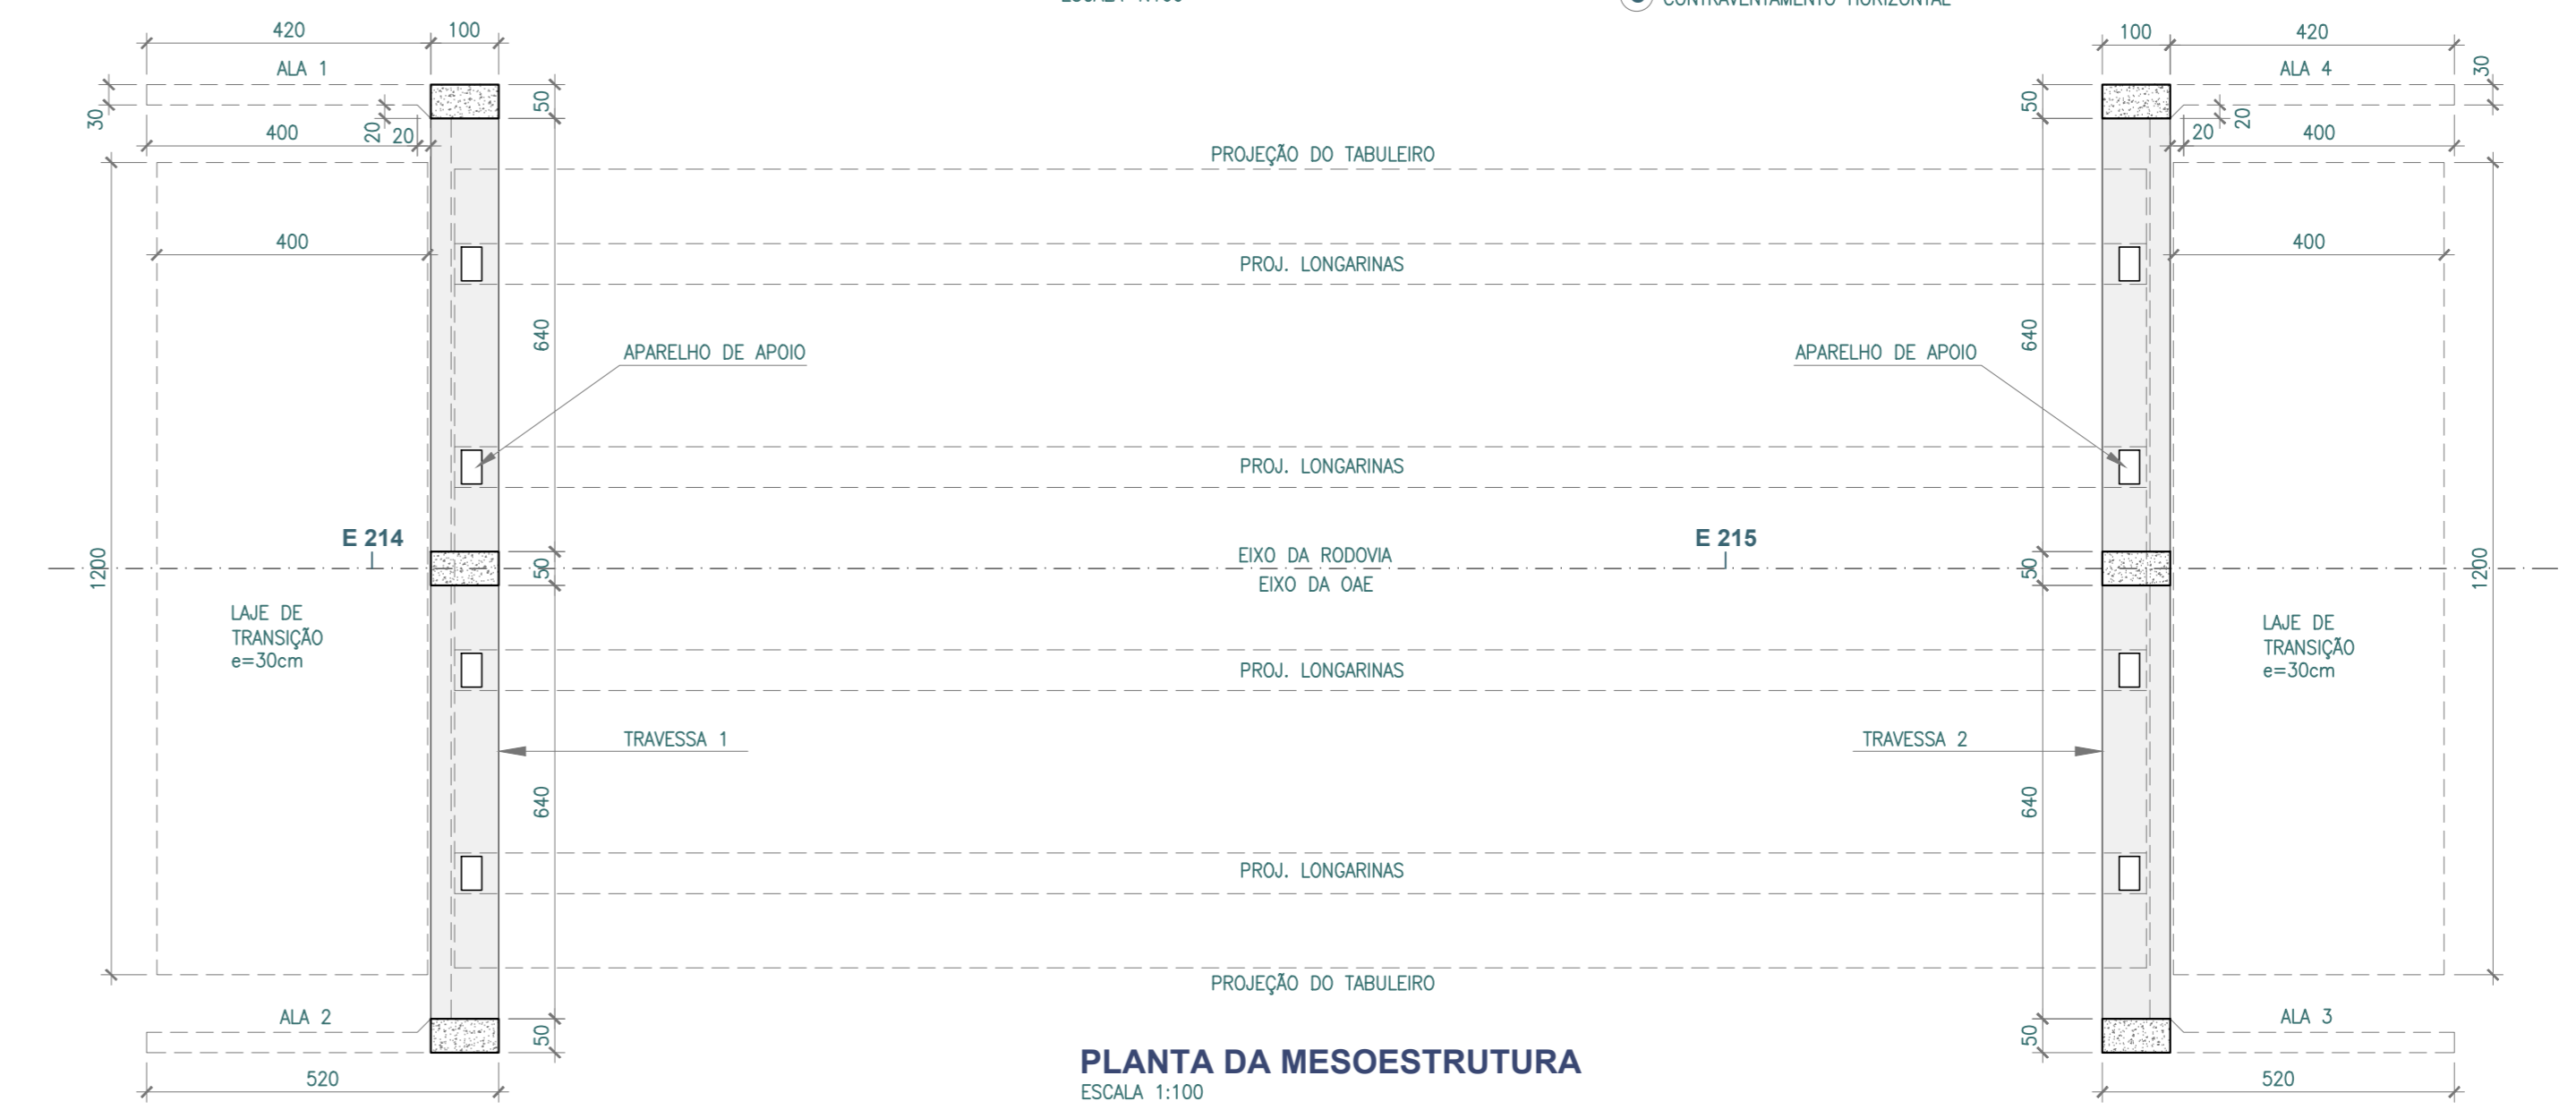 420
100
100
420
ALA 1
ALA 4
30
50
50
30
400
20
20
20
20
400
PROJEÇÃO DO TABULEIRO
400
PROJ. LONGARINAS
400
640
640
APARELHO DE APOIO
APARELHO DE APOIO
PROJ. LONGARINAS
E 214
E 215
1200
50
EIXO DA RODOVIA
EIXO DA OAE
50
1200
LAJE DE
TRANSIÇÃO
e=30cm
LAJE DE
TRANSIÇÃO
e=30cm
PROJ. LONGARINAS
TRAVESSA 1
TRAVESSA 2
640
640
PROJ. LONGARINAS
PROJEÇÃO DO TABULEIRO
ALA 2
ALA 3
50
50
PLANTA DA MESOESTRUTURA
ESCALA 1:100
520
520